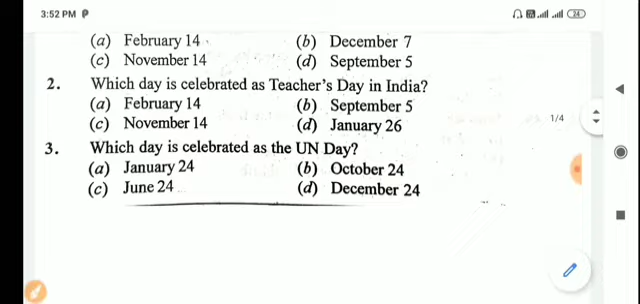 3:52 PM P
24
(a) February 14 (b) December 7
(c) November 14 (d) September 5
2. Which day is celebrated as Teacher's Day in India?
(a) February 14 (b) September 5
(c) November 14 (d) January 26
1/4
3. Which day is celebrated as the UN Day?
(a) January 24 (b) October 24
(c) June 24 (d) December 24